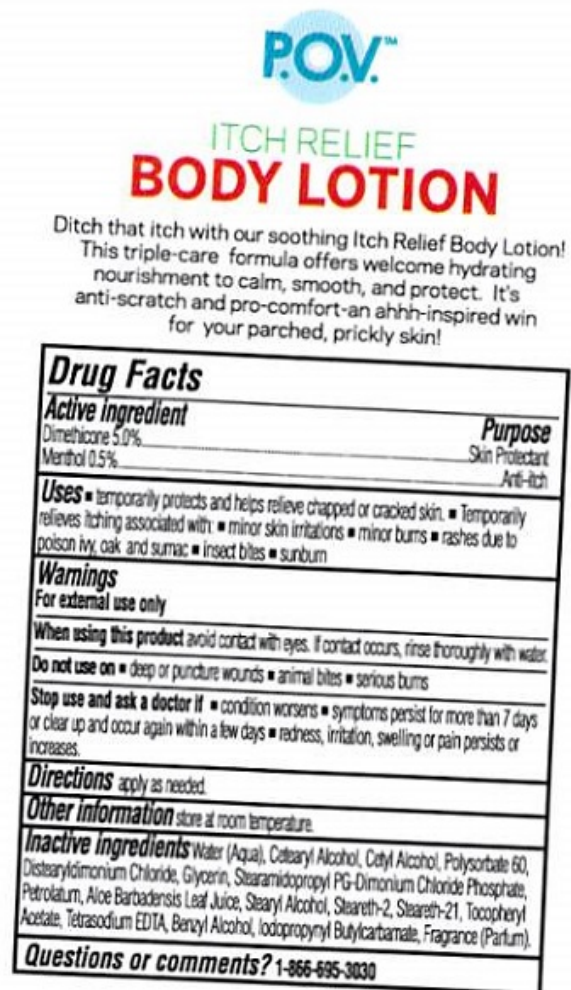 P.O.V.™
ITCH RELIEF
BODY LOTION
Ditch that itch with our soothing Itch Relief Body Lotion!
This triple-care formula offers welcome hydrating
nourishment to calm, smooth, and protect. It's
anti-scratch and pro-comfort-an ahhh-inspired win
for your parched, prickly skin!
Drug Facts
Active ingredient Purpose
Dimethicone 5.0% Skin Protectant
Menthol 0.5% Anti-itch
Uses ▪ temporarily protects and helps relieve chapped or cracked skin. ▪ Temporarily
relieves itching associated with: ▪ minor skin irritations ▪ minor burns ▪ rashes due to
poison ivy, oak and sumac ▪ insect bites ▪ sunburn
Warnings
For external use only
When using this product avoid contact with eyes. If contact occurs, rinse thoroughly with water.
Do not use on ▪ deep or puncture wounds ▪ animal bites ▪ serious burns
Stop use and ask a doctor if ▪ condition worsens ▪ symptoms persist for more than 7 days
or clear up and occur again within a few days ▪ redness, irritation, swelling or pain persists or
increases.
Directions apply as needed.
Other information store at room temperature.
Inactive ingredients Water (Aqua), Cetearyl Alcohol, Cetyl Alcohol, Polysorbate 60,
Distearyldimonium Chloride, Glycerin, Stearamidopropyl PG-Dimonium Chloride Phosphate,
Petrolatum, Aloe Barbadensis Leaf Juice, Stearyl Alcohol, Steareth-2, Steareth-21, Tocopheryl
Acetate, Tetrasodium EDTA, Benzyl Alcohol, Iodopropynyl Butylcarbamate, Fragrance (Parfum).
Questions or comments? 1-866-695-3030